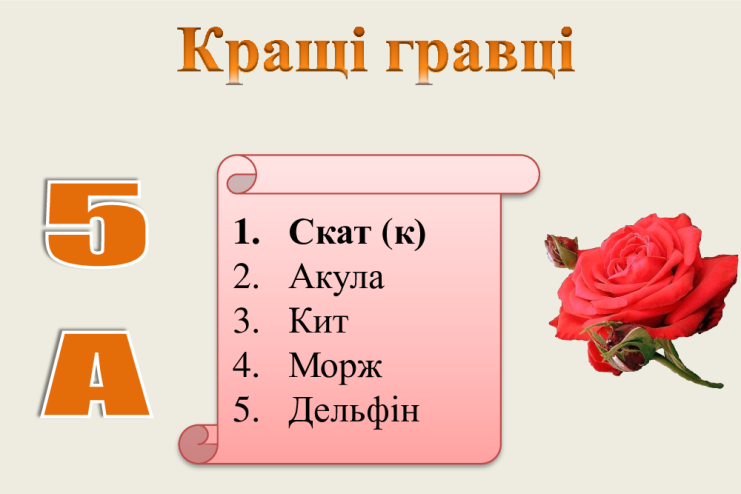 Кращі гравці
5
А
1. Скат (к)
2. Акула
3. Кит
4. Морж
5. Дельфін